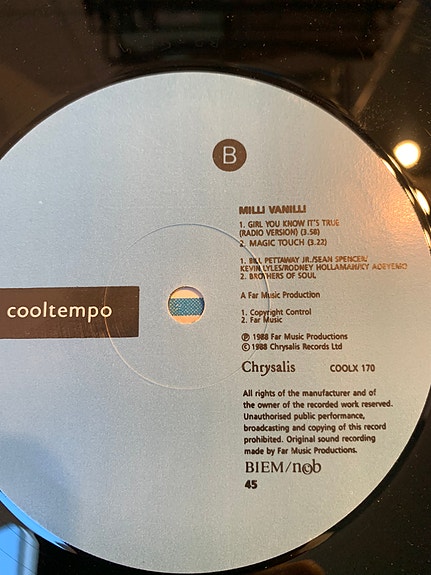 B
MILLI VANILLI
1. GIRL YOU KNOW IT'S TRUE
(RADIO VERSION) (3.58)
2. MAGIC TOUCH (3.22)
1. BILL PETTAWAY JR./SEAN SPENCER/
KEVIN LYLES/RODNEY HOLLAMAN/KY ADEYEMO
2. BROTHERS OF SOUL
A Far Music Production
cooltempo
1. Copyright Control
2. Far Music
℗ 1988 Far Music Productions
© 1988 Chrysalis Records Ltd
Chrysalis COOLX 170
All rights of the manufacturer and of
the owner of the recorded work reserved.
Unauthorised public performance,
broadcasting and copying of this record
prohibited. Original sound recording
made by Far Music Productions.
BIEM/ncb
45